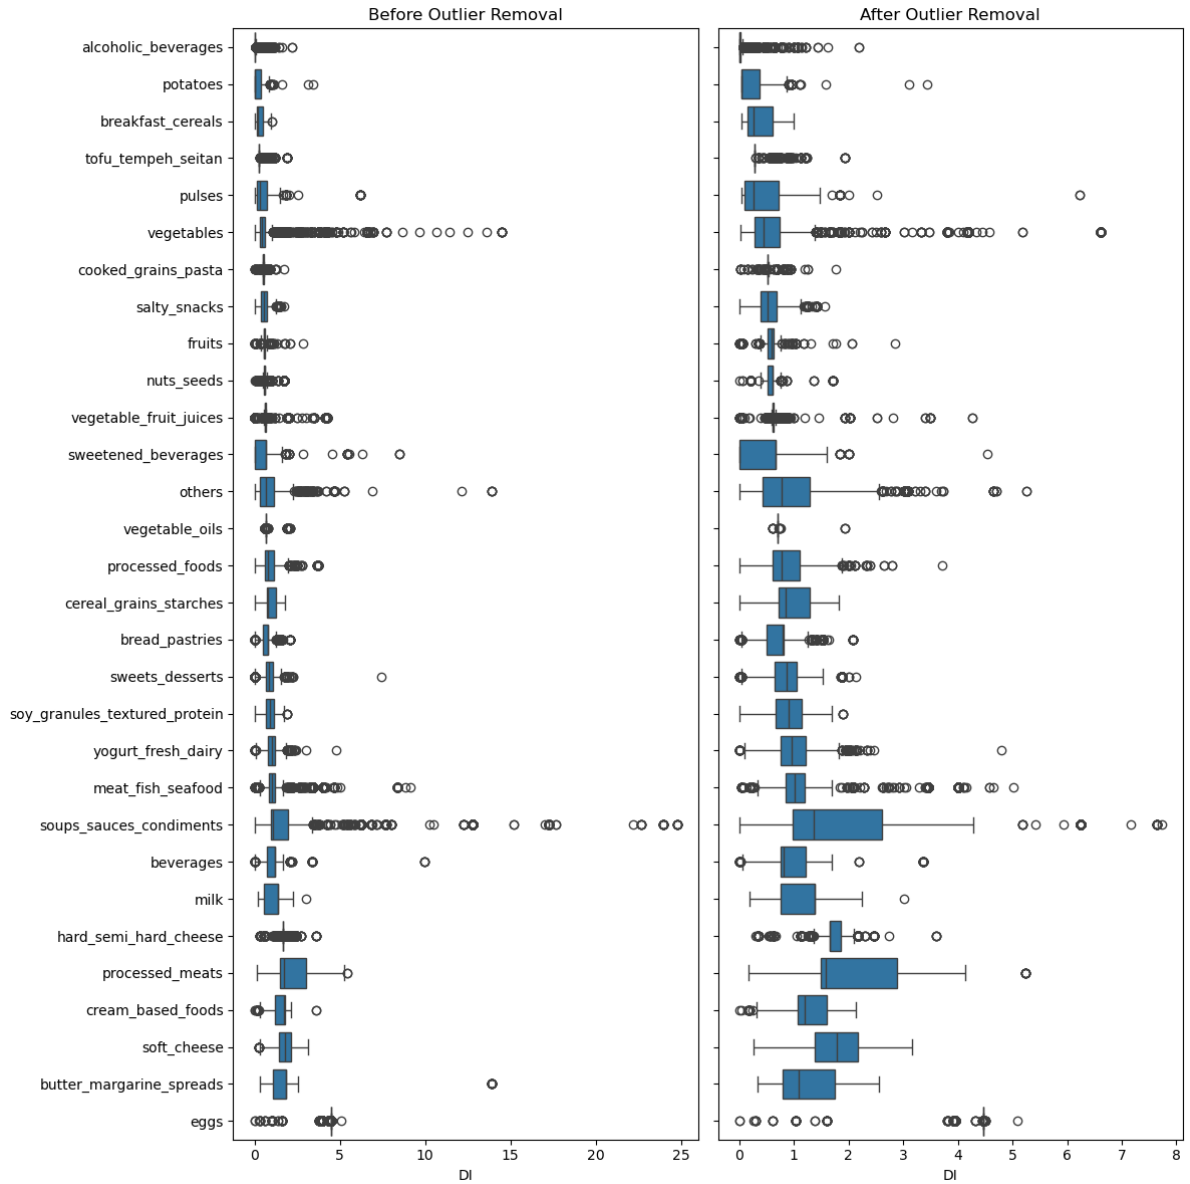 Before Outlier Removal
After Outlier Removal
alcoholic_beverages
potatoes
breakfast_cereals
tofu_tempeh_seitan
pulses
vegetables
cooked_grains_pasta
salty_snacks
fruits
nuts_seeds
vegetable_fruit_juices
sweetened_beverages
others
vegetable_oils
processed_foods
cereal_grains_starches
bread_pastries
sweets_desserts
soy_granules_textured_protein
yogurt_fresh_dairy
meat_fish_seafood
soups_sauces_condiments
beverages
milk
hard_semi_hard_cheese
processed_meats
cream_based_foods
soft_cheese
butter_margarine_spreads
eggs
0 5 10 15 20 25
DI
0 1 2 3 4 5 6 7 8
DI